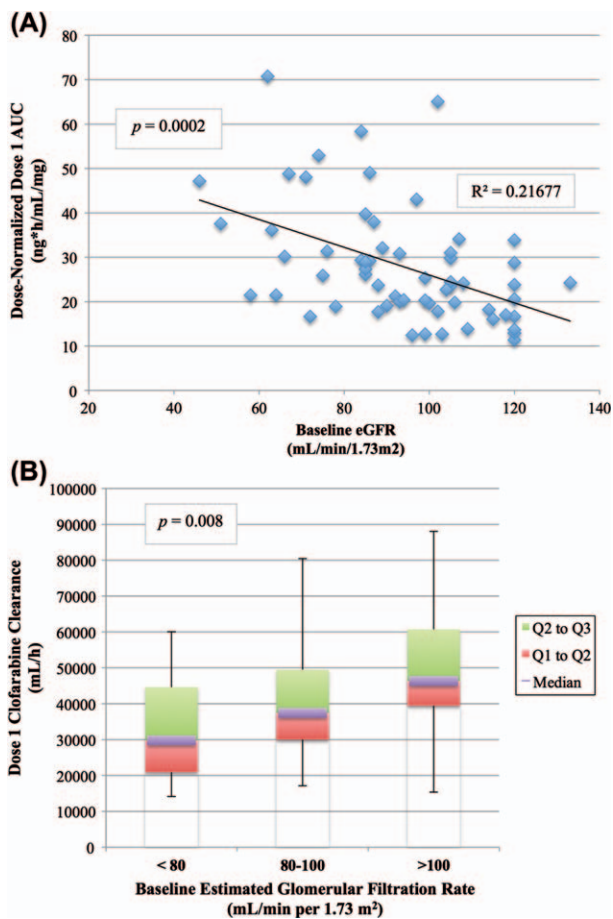 (A)
80
70
60
50
40
30
20
10
0
Dose-Normalized Dose 1 AUC
(ng*h/mL/mg)
p = 0.0002
R² = 0.21677
20
40
60
80
100
120
140
Baseline eGFR
(mL/min/1.73m2)
(B)
100000
90000
80000
70000
60000
50000
40000
30000
20000
10000
0
Dose 1 Clofarabine Clearance
(mL/h)
p = 0.008
Q2 to Q3
Q1 to Q2
Median
< 80
80-100
>100
Baseline Estimated Glomerular Filtration Rate
(mL/min per 1.73 m²)